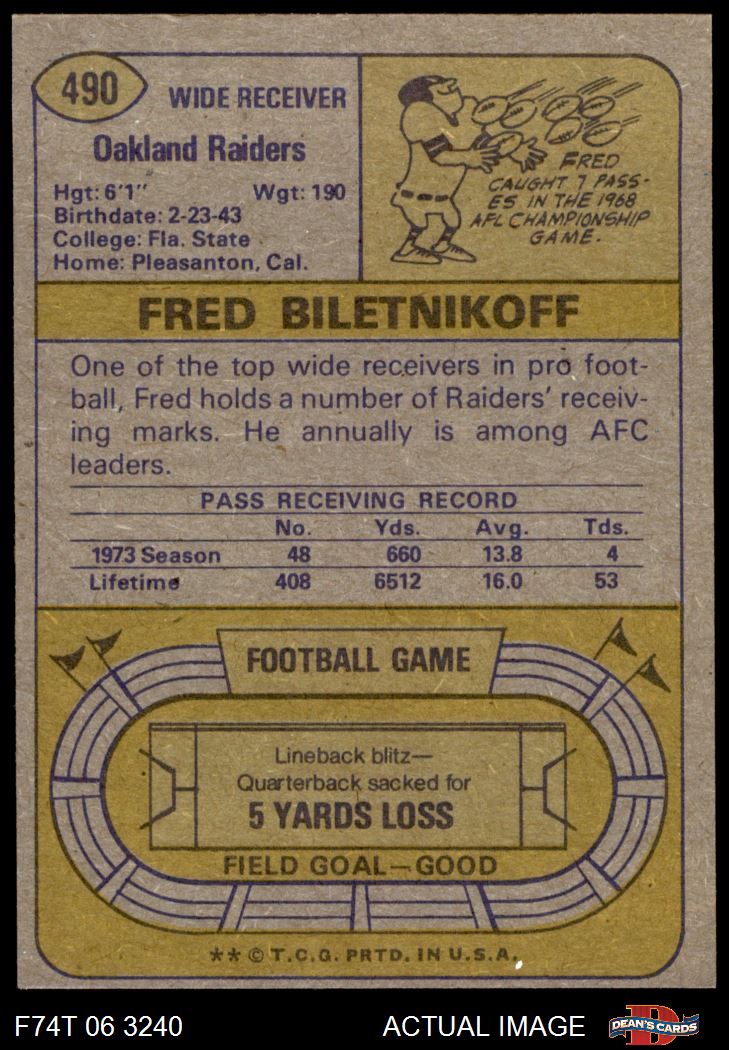 490
WIDE RECEIVER
Oakland Raiders
Hgt: 6'1" Wgt: 190
Birthdate: 2-23-43
College: Fla. State
Home: Pleasanton, Cal.
FRED
CAUGHT 7 PASS-
ES IN THE 1968
AFL CHAMPIONSHIP
GAME.
FRED BILETNIKOFF
One of the top wide receivers in pro foot-
ball, Fred holds a number of Raiders' receiv-
ing marks. He annually is among AFC
leaders.
PASS RECEIVING RECORD
No. Yds. Avg. Tds.
1973 Season 48 660 13.8 4
Lifetime 408 6512 16.0 53
FOOTBALL GAME
Lineback blitz—
Quarterback sacked for
5 YARDS LOSS
FIELD GOAL—GOOD
** © T.C.G. PRTD. IN U.S.A.
F74T 06 3240 ACTUAL IMAGE DEAN'S CARDS